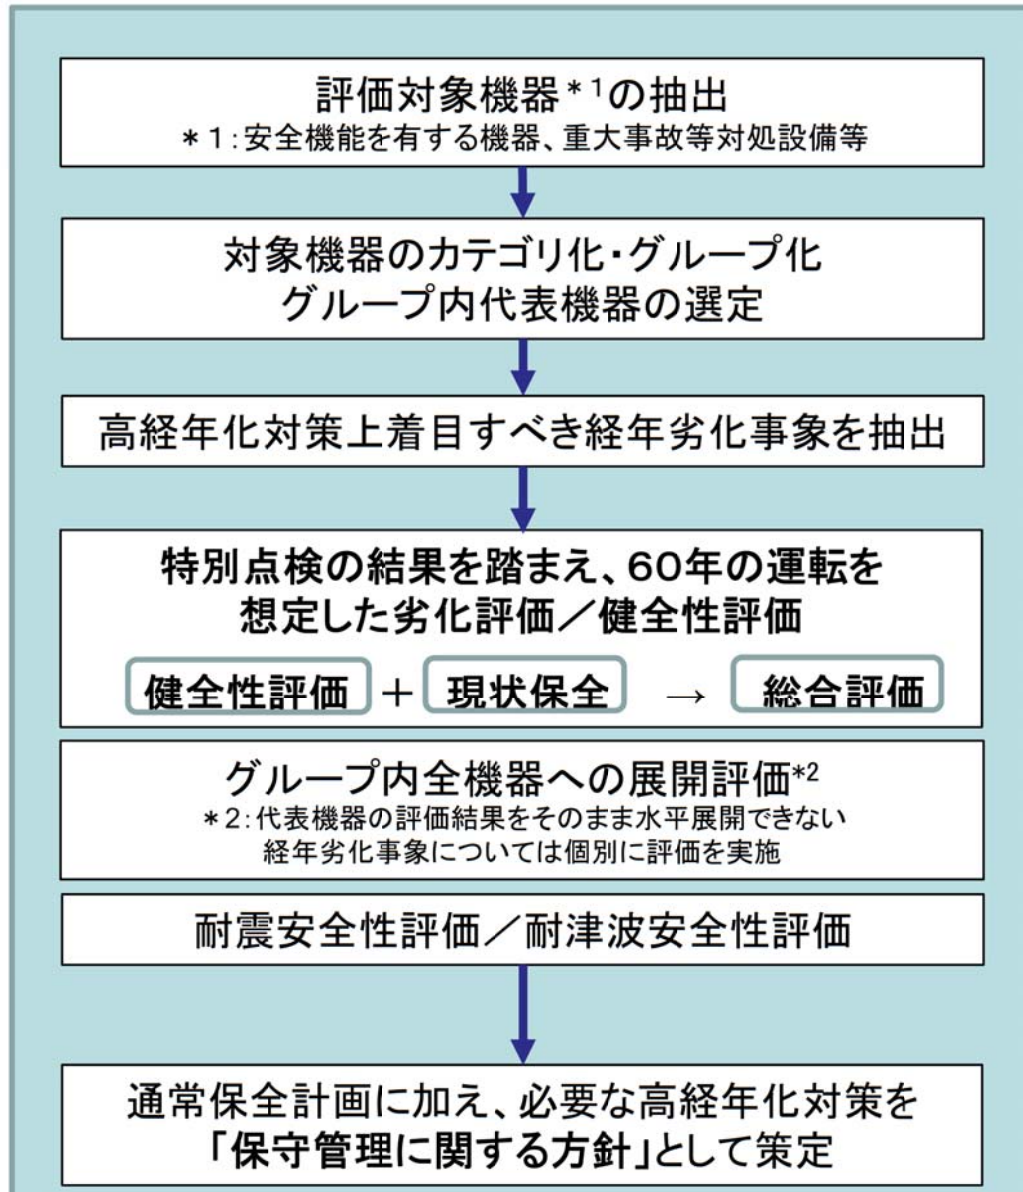 評価対象機器*1の抽出
*1:安全機能を有する機器、重大事故等対処設備等
対象機器のカテゴリ化・グループ化
グループ内代表機器の選定
高経年化対策上着目すべき経年劣化事象を抽出
特別点検の結果を踏まえ、60年の運転を
想定した劣化評価/健全性評価
健全性評価 + 現状保全 → 総合評価
グループ内全機器への展開評価*2
*2:代表機器の評価結果をそのまま水平展開できない
経年劣化事象については個別に評価を実施
耐震安全性評価/耐津波安全性評価
通常保全計画に加え、必要な高経年化対策を
「保守管理に関する方針」として策定